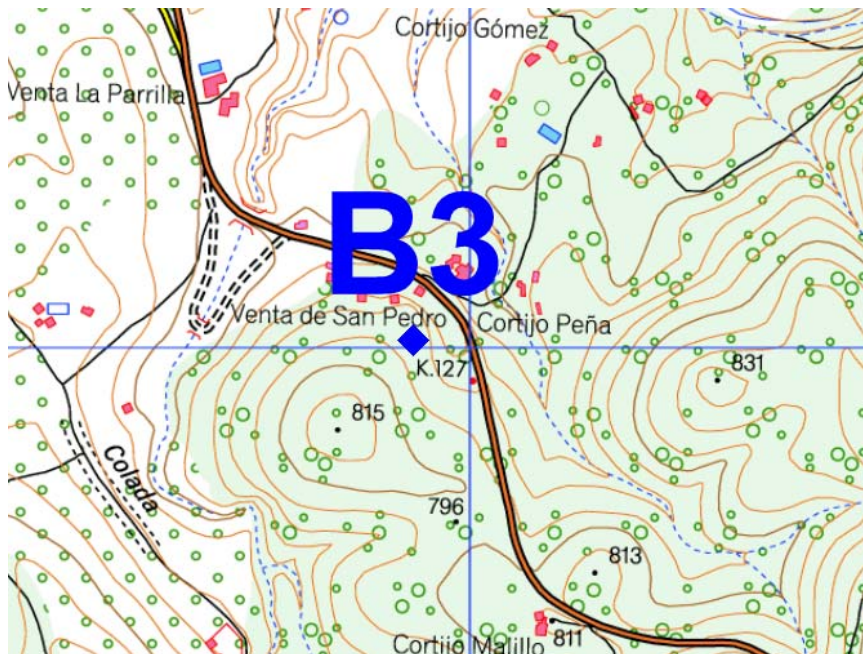 Cortijo Gómez
Venta La Parrilla
B3
Venta de San Pedro
Cortijo Peña
K.127
831
815
Colada
796
813
811
Cortijo Malillo